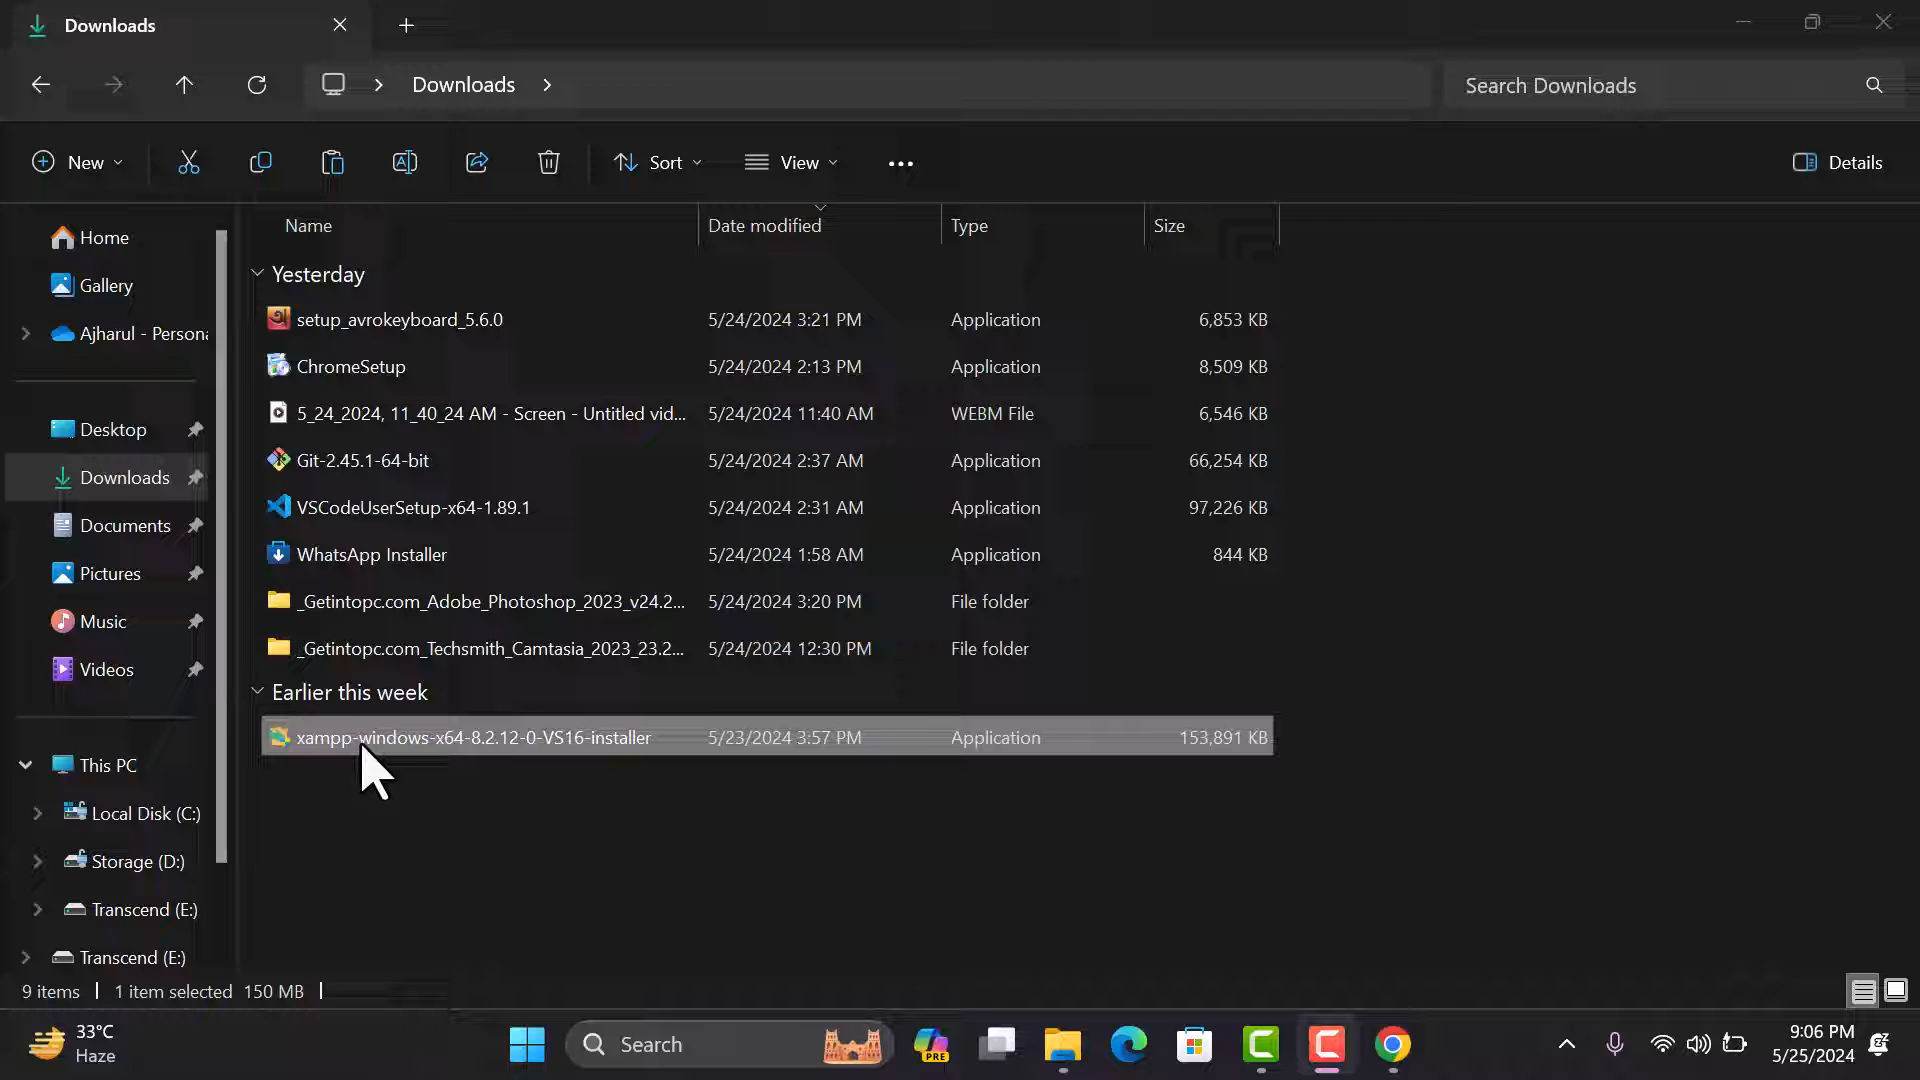 Downloads
Downloads
Search Downloads
New
Sort
View
Details
Name
Date modified
Type
Size
Home
Gallery
Ajharul - Persona
Desktop
Downloads
Documents
Pictures
Music
Videos
This PC
Local Disk (C:)
Storage (D:)
Transcend (E:)
Transcend (E:)
Yesterday
setup_avrokeyboard_5.6.0 5/24/2024 3:21 PM Application 6,853 KB
ChromeSetup 5/24/2024 2:13 PM Application 8,509 KB
5_24_2024, 11_40_24 AM - Screen - Untitled vid... 5/24/2024 11:40 AM WEBM File 6,546 KB
Git-2.45.1-64-bit 5/24/2024 2:37 AM Application 66,254 KB
VSCodeUserSetup-x64-1.89.1 5/24/2024 2:31 AM Application 97,226 KB
WhatsApp Installer 5/24/2024 1:58 AM Application 844 KB
_Getintopc.com_Adobe_Photoshop_2023_v24.2... 5/24/2024 3:20 PM File folder
_Getintopc.com_Techsmith_Camtasia_2023_23.2... 5/24/2024 12:30 PM File folder
Earlier this week
xampp-windows-x64-8.2.12-0-VS16-installer 5/23/2024 3:57 PM Application 153,891 KB
9 items 1 item selected 150 MB
33°C
Haze
Search
PRE
9:06 PM
5/25/2024